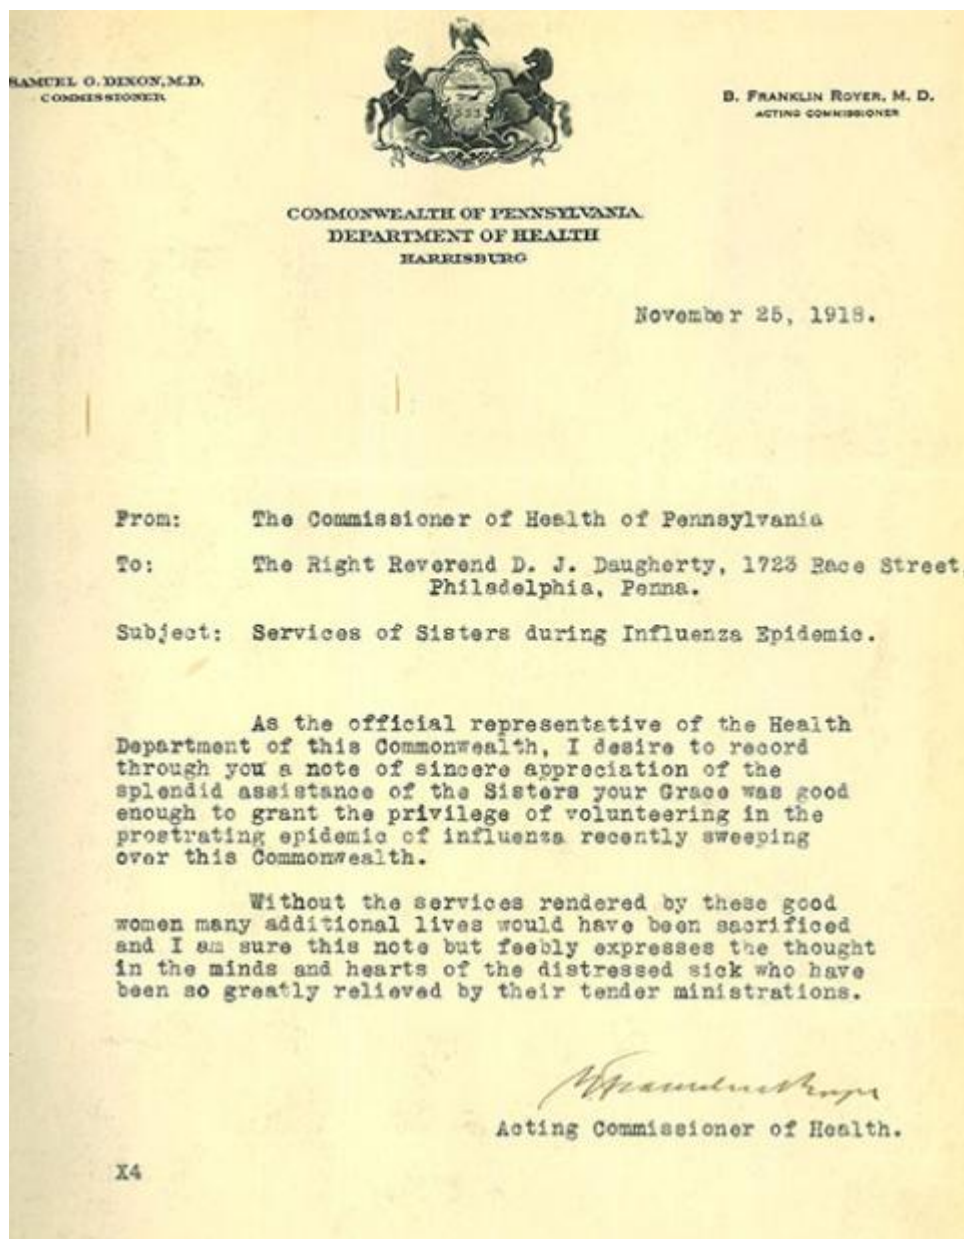 SAMUEL G. DIXON, M.D.
COMMISSIONER
B. FRANKLIN ROYER, M. D.
ACTING COMMISSIONER
COMMONWEALTH OF PENNSYLVANIA
DEPARTMENT OF HEALTH
HARRISBURG
November 25, 1918.
From: The Commissioner of Health of Pennsylvania
To: The Right Reverend D. J. Daugherty, 1723 Race Street,
Philadelphia, Penna.
Subject: Services of Sisters during Influenza Epidemic.
As the official representative of the Health
Department of this Commonwealth, I desire to record
through you a note of sincere appreciation of the
splendid assistance of the Sisters your Grace was good
enough to grant the privilege of volunteering in the
prostrating epidemic of influenza recently sweeping
over this Commonwealth.
Without the services rendered by these good
women many additional lives would have been sacrificed
and I am sure this note but feebly expresses the thought
in the minds and hearts of the distressed sick who have
been so greatly relieved by their tender ministrations.
B Franklin Royer
Acting Commissioner of Health.
X4